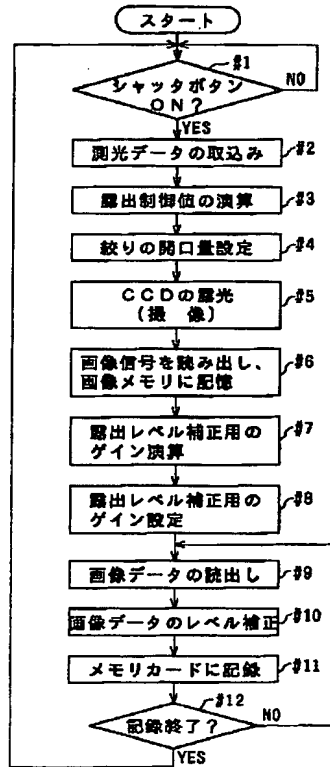 スタート
#1
シャッタボタン
ON?
NO
YES
測光データの取込み
#2
露出制御値の演算
#3
絞りの開口量設定
#4
CCDの露光
(撮 像)
#5
画像信号を読み出し、
画像メモリに記憶
#6
露出レベル補正用の
ゲイン演算
#7
露出レベル補正用の
ゲイン設定
#8
画像データの読出し
#9
画像データのレベル補正
#10
メモリカードに記録
#11
#12
記録終了?
NO
YES